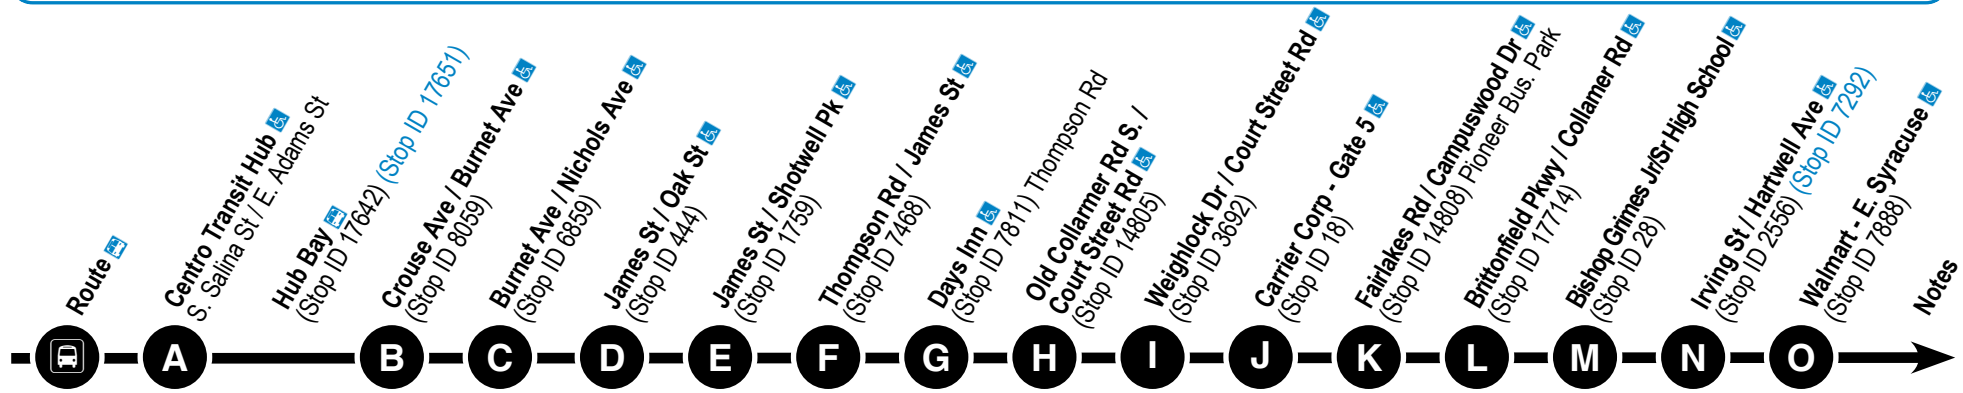 Route
Centro Transit Hub
S. Salina St / E. Adams St
Hub Bay
(Stop ID 17642) (Stop ID 17651)
Crouse Ave / Burnet Ave
(Stop ID 8059)
Burnet Ave / Nichols Ave
(Stop ID 6859)
James St / Oak St
(Stop ID 444)
James St / Shotwell Pk
(Stop ID 1759)
Thompson Rd / James St
(Stop ID 7468)
Days Inn
(Stop ID 7811) Thompson Rd
Old Collarmer Rd S. /
Court Street Rd
(Stop ID 14805)
Weighlock Dr / Court Street Rd
(Stop ID 3692)
Carrier Corp - Gate 5
(Stop ID 18)
Fairlakes Rd / Campuswood Dr
(Stop ID 14808) Pioneer Bus. Park
Brittonfield Pkwy / Collamer Rd
(Stop ID 17714)
Bishop Grimes Jr/Sr High School
(Stop ID 28)
Irving St / Hartwell Ave
(Stop ID 2556) (Stop ID 7292)
Walmart - E. Syracuse
(Stop ID 7888)
Notes
A B C D E F G H I J K L M N O